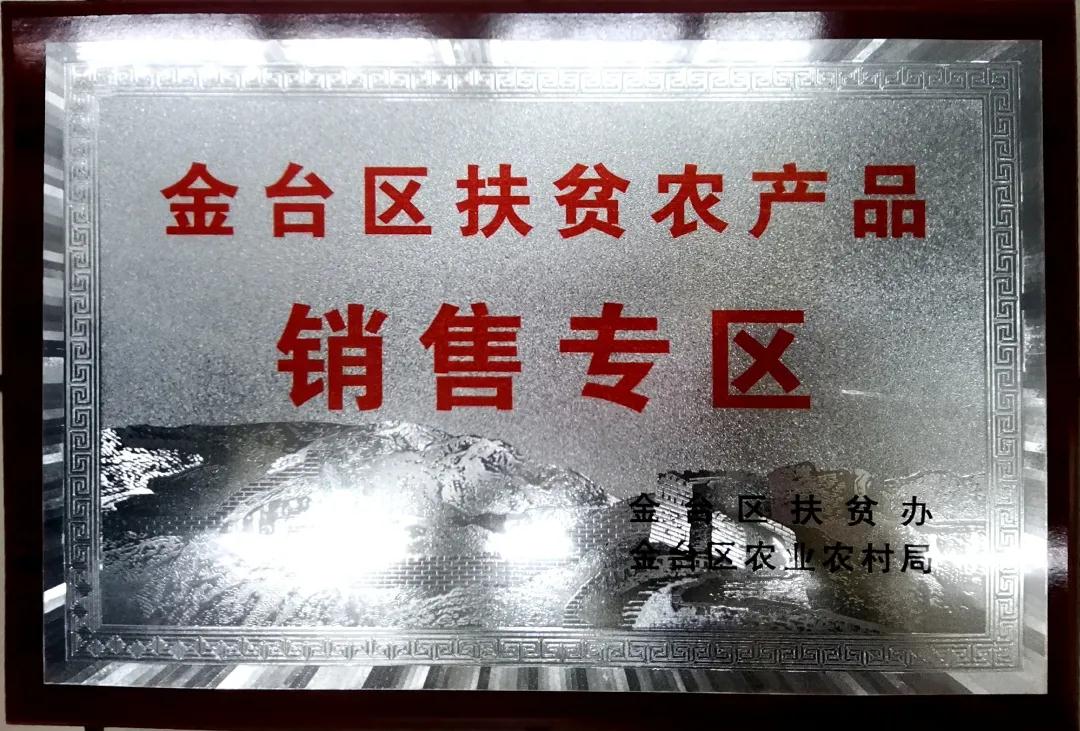 金台区扶贫农产品
销售专区
金台区扶贫办
金台区农业农村局